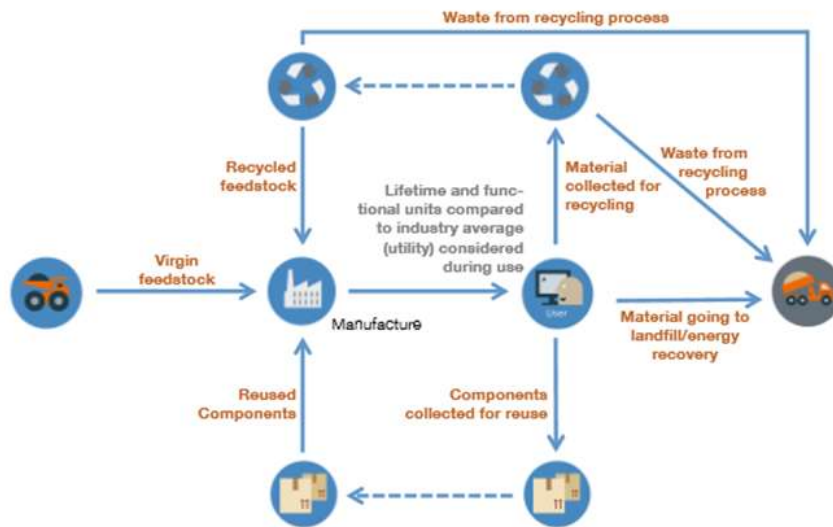 Waste from recycling process
Recycled
feedstock
Lifetime and func-
tional units compared
to industry average
(utility) considered
during use
Material
collected for
recycling
Waste from
recycling
process
Virgin
feedstock
Manufacture
User
Material going to
landfill/energy
recovery
Reused
Components
Components
collected for reuse